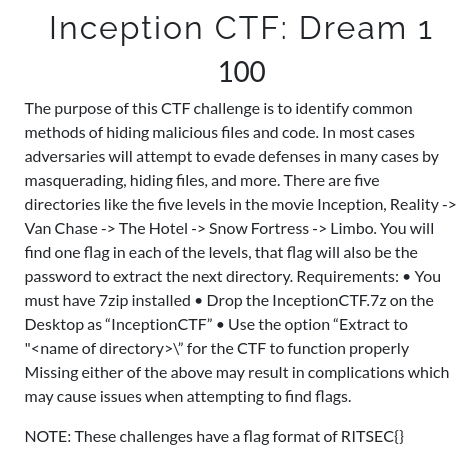 Inception CTF: Dream 1
100
The purpose of this CTF challenge is to identify common
methods of hiding malicious files and code. In most cases
adversaries will attempt to evade defenses in many cases by
masquerading, hiding files, and more. There are five
directories like the five levels in the movie Inception, Reality ->
Van Chase -> The Hotel -> Snow Fortress -> Limbo. You will
find one flag in each of the levels, that flag will also be the
password to extract the next directory. Requirements: • You
must have 7zip installed • Drop the InceptionCTF.7z on the
Desktop as “InceptionCTF” • Use the option “Extract to
"<name of directory>\” for the CTF to function properly
Missing either of the above may result in complications which
may cause issues when attempting to find flags.
NOTE: These challenges have a flag format of RITSEC{}